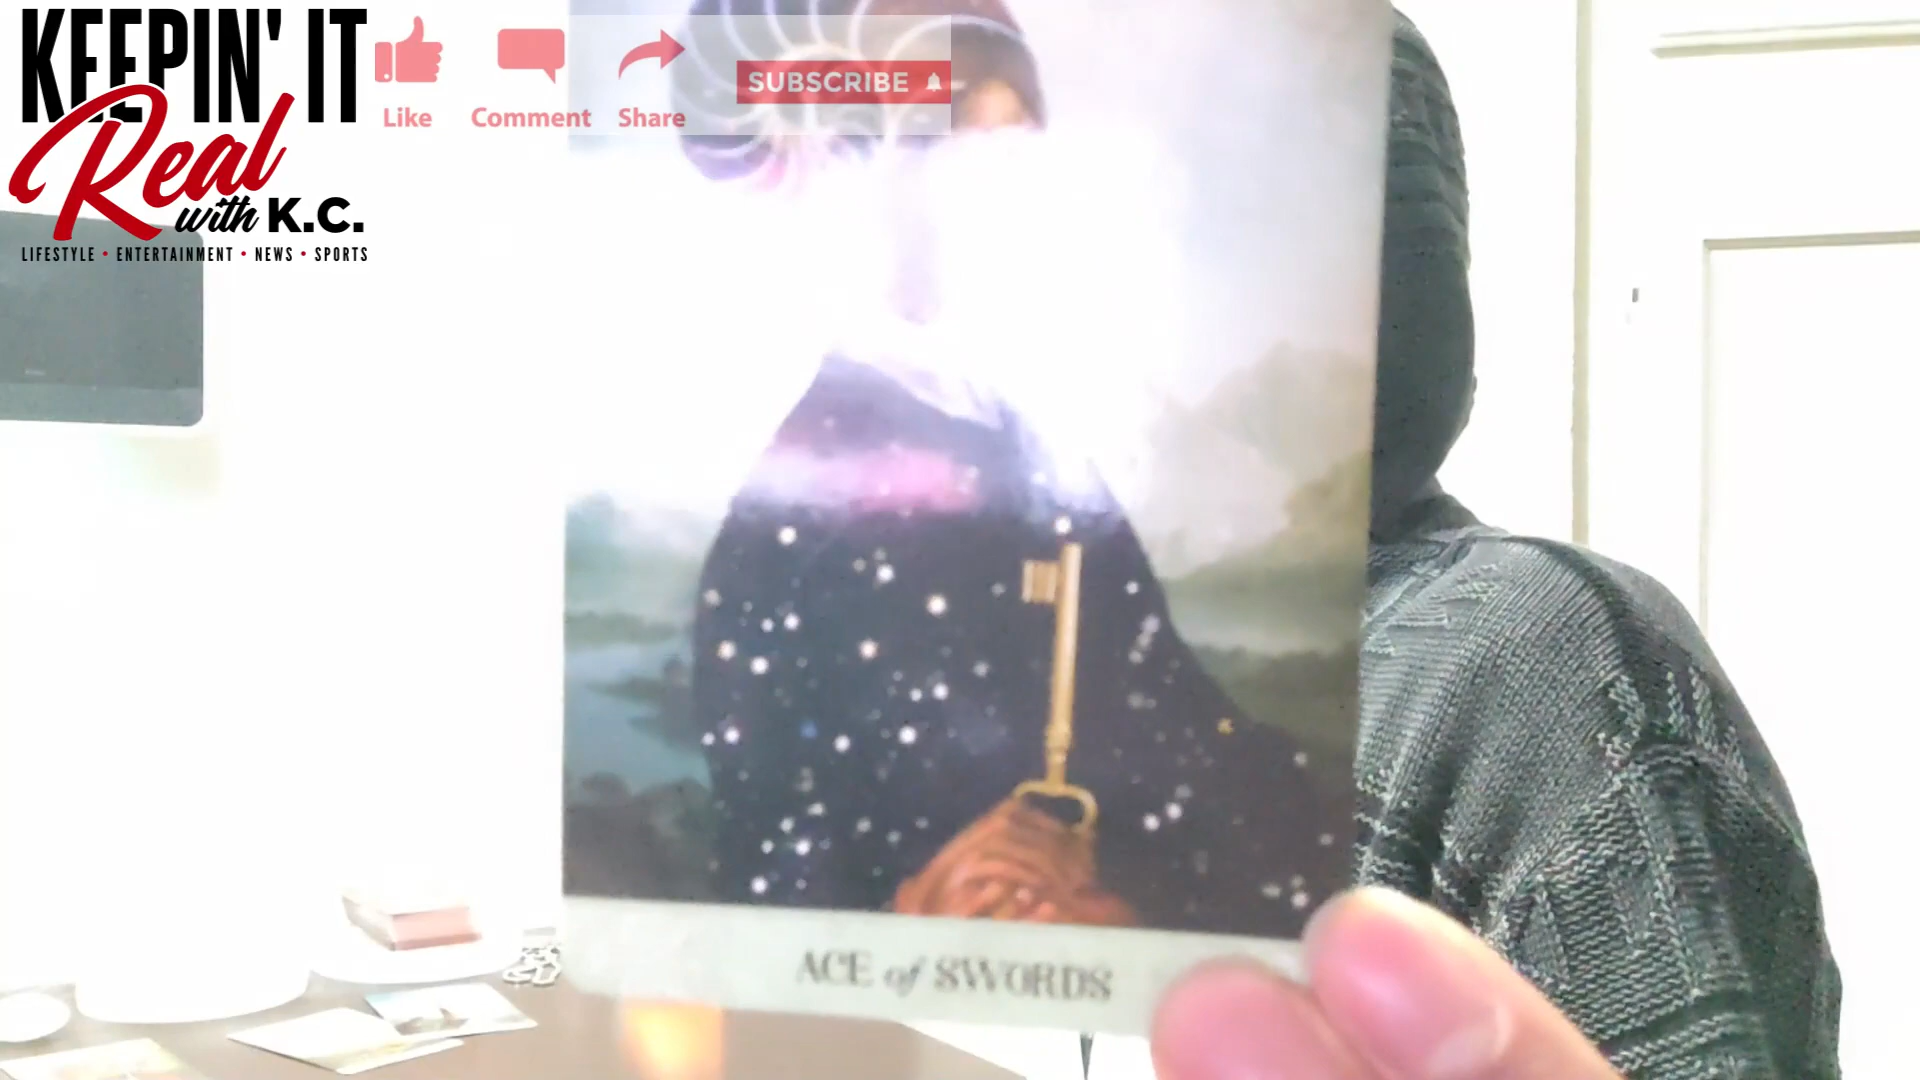 KEEPIN' IT
Real
with K.C.
LIFESTYLE • ENTERTAINMENT • NEWS • SPORTS
Like
Comment
Share
SUBSCRIBE
ACE of SWORDS